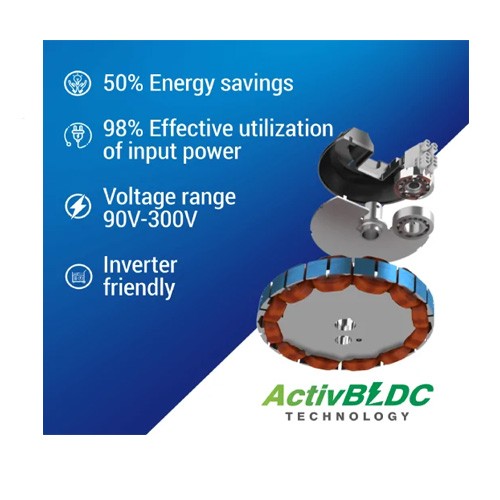 50% Energy savings
98% Effective utilization
of input power
Voltage range
90V-300V
Inverter
friendly
ActivBLDC
TECHNOLOGY